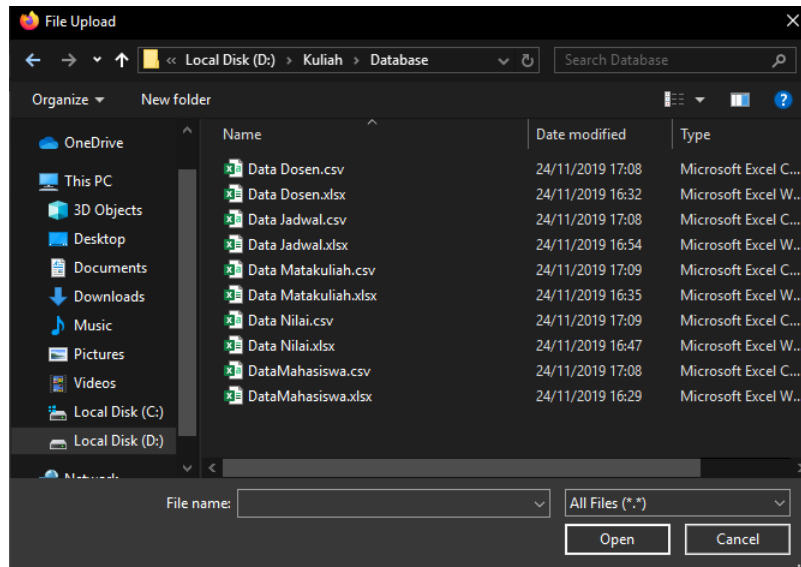 File Upload
« Local Disk (D:) > Kuliah > Database
Search Database
Organize
New folder
Name Date modified Type
OneDrive
This PC
3D Objects
Desktop
Documents
Downloads
Music
Pictures
Videos
Local Disk (C:)
Local Disk (D:)
Data Dosen.csv 24/11/2019 17:08 Microsoft Excel C...
Data Dosen.xlsx 24/11/2019 16:32 Microsoft Excel W...
Data Jadwal.csv 24/11/2019 17:08 Microsoft Excel C...
Data Jadwal.xlsx 24/11/2019 16:54 Microsoft Excel W...
Data Matakuliah.csv 24/11/2019 17:09 Microsoft Excel C...
Data Matakuliah.xlsx 24/11/2019 16:35 Microsoft Excel W...
Data Nilai.csv 24/11/2019 17:09 Microsoft Excel C...
Data Nilai.xlsx 24/11/2019 16:47 Microsoft Excel W...
DataMahasiswa.csv 24/11/2019 17:08 Microsoft Excel C...
DataMahasiswa.xlsx 24/11/2019 16:29 Microsoft Excel W...
File name:
All Files (*.*)
Open
Cancel